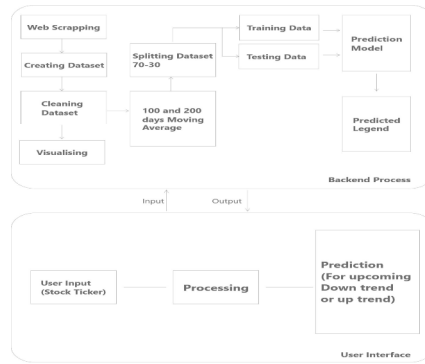 Web Scrapping
Creating Dataset
Cleaning
Dataset
Visualising
Splitting Dataset
70-30
100 and 200
days Moving
Average
Training Data
Testing Data
Prediction
Model
Predicted
Legend
Backend Process
Input
Output
User Input
(Stock Ticker)
Processing
Prediction
(For upcoming
Down trend
or up trend)
User Interface